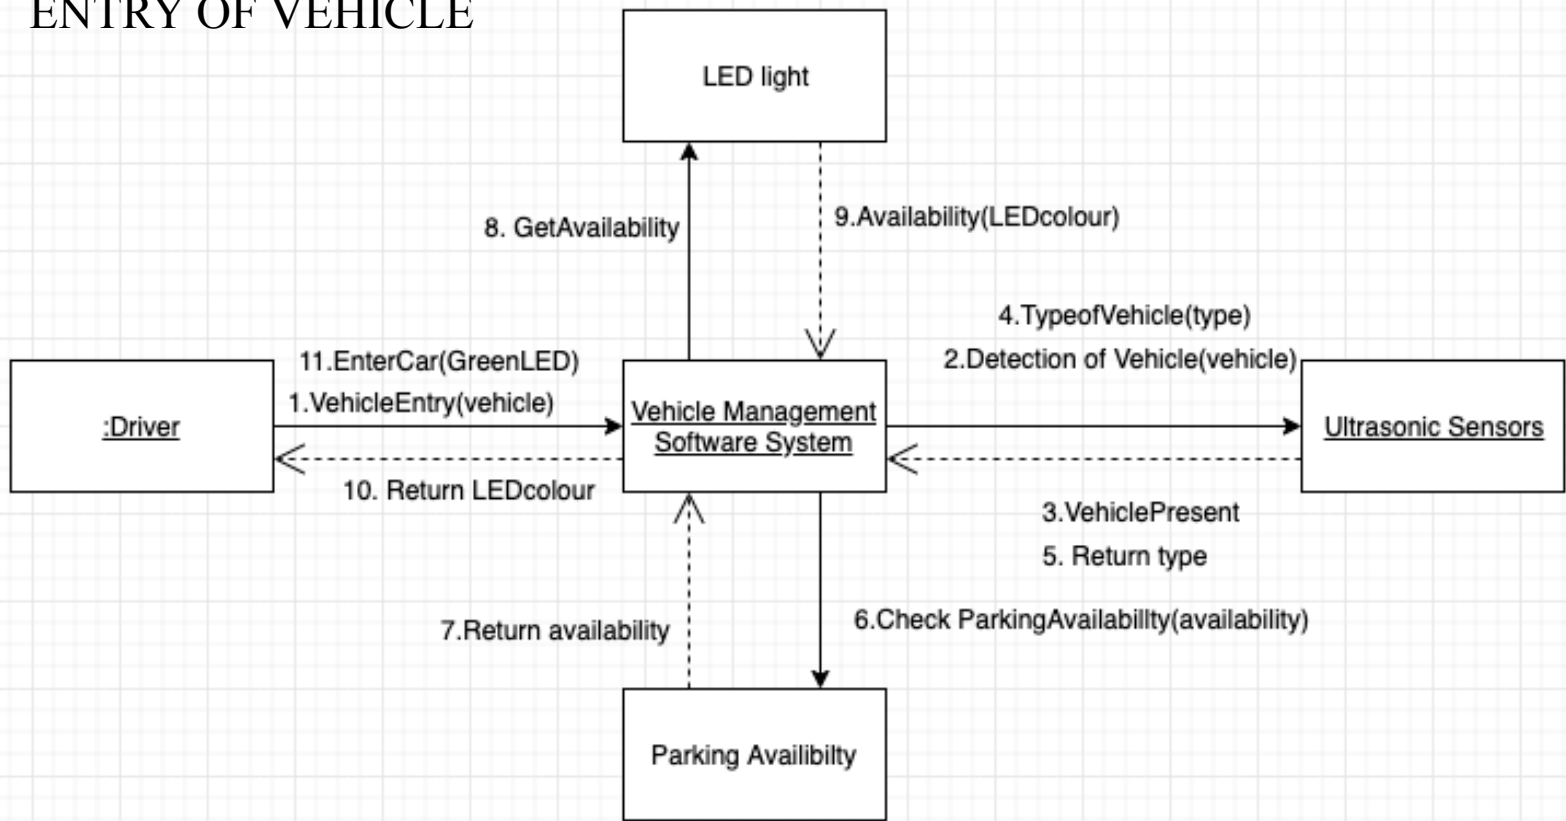 ENTRY OF VEHICLE
LED light
8. GetAvailability
9.Availability(LEDcolour)
4.TypeofVehicle(type)
2.Detection of Vehicle(vehicle)
11.EnterCar(GreenLED)
1.VehicleEntry(vehicle)
:Driver
Vehicle Management
Software System
Ultrasonic Sensors
10. Return LEDcolour
3.VehiclePresent
5. Return type
7.Return availability
6.Check ParkingAvailabillty(availability)
Parking Availibilty